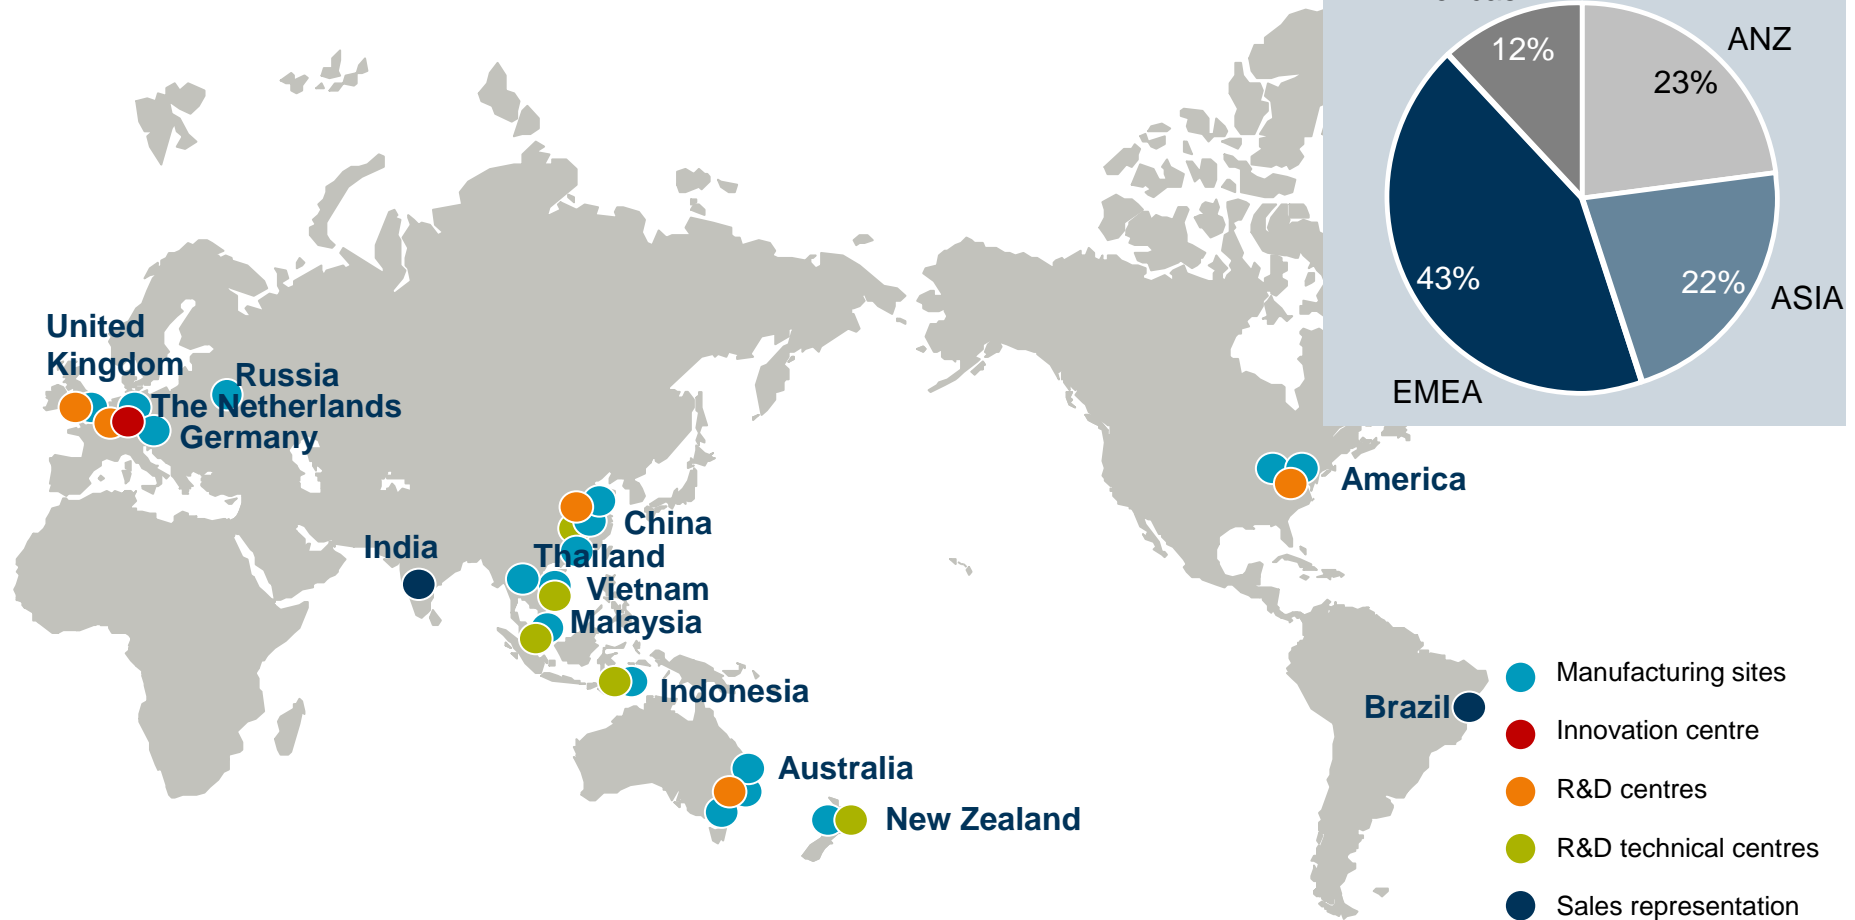 12%
ANZ
23%
43%
22%
ASIA
EMEA
United
Kingdom
Russia
The Netherlands
Germany
America
China
India
Thailand
Vietnam
Malaysia
Indonesia
Brazil
Australia
New Zealand
Manufacturing sites
Innovation centre
R&D centres
R&D technical centres
Sales representation